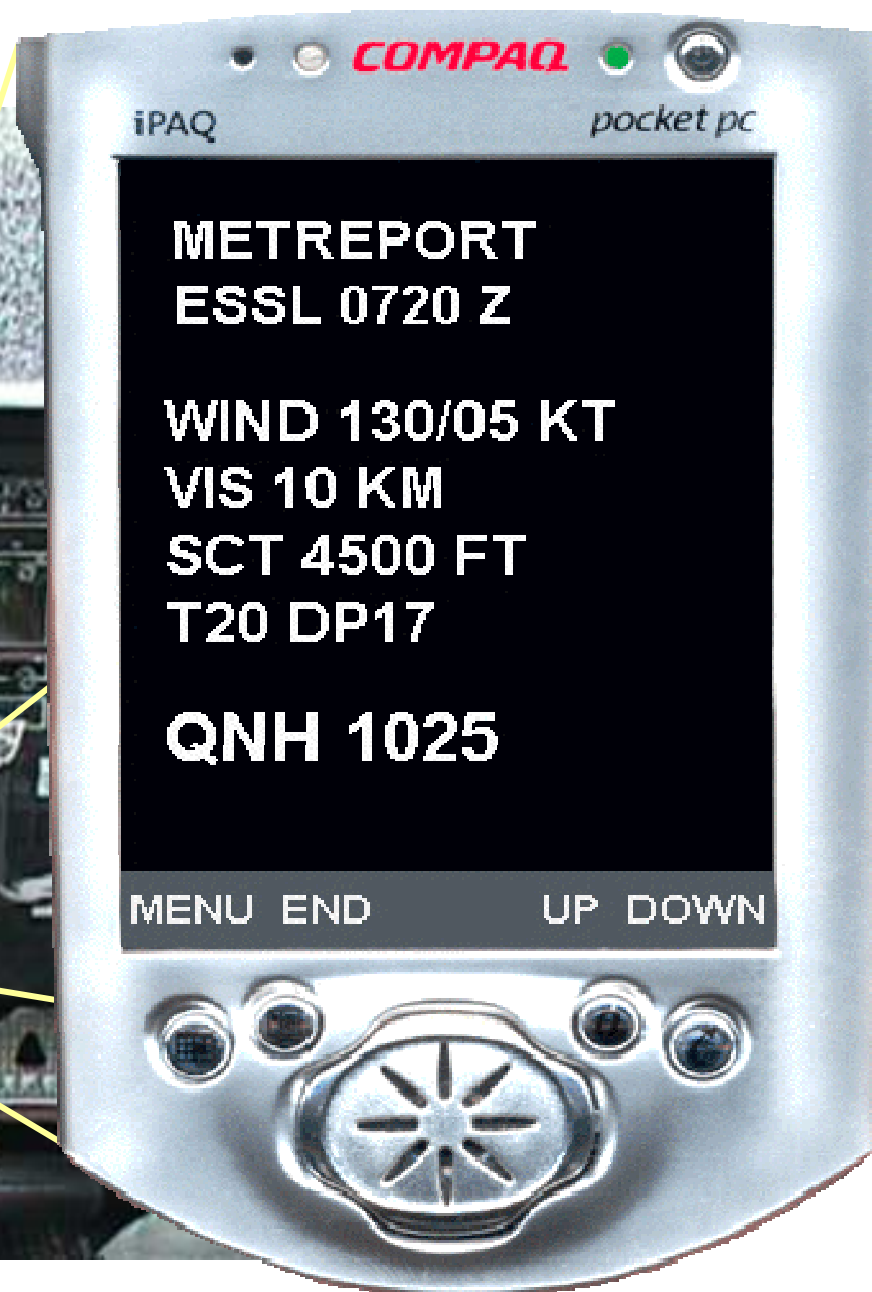 COMPAQ
iPAQ pocket pc
METREPORT
ESSL 0720 Z
WIND 130/05 KT
VIS 10 KM
SCT 4500 FT
T20 DP17
QNH 1025
MENU END UP DOWN